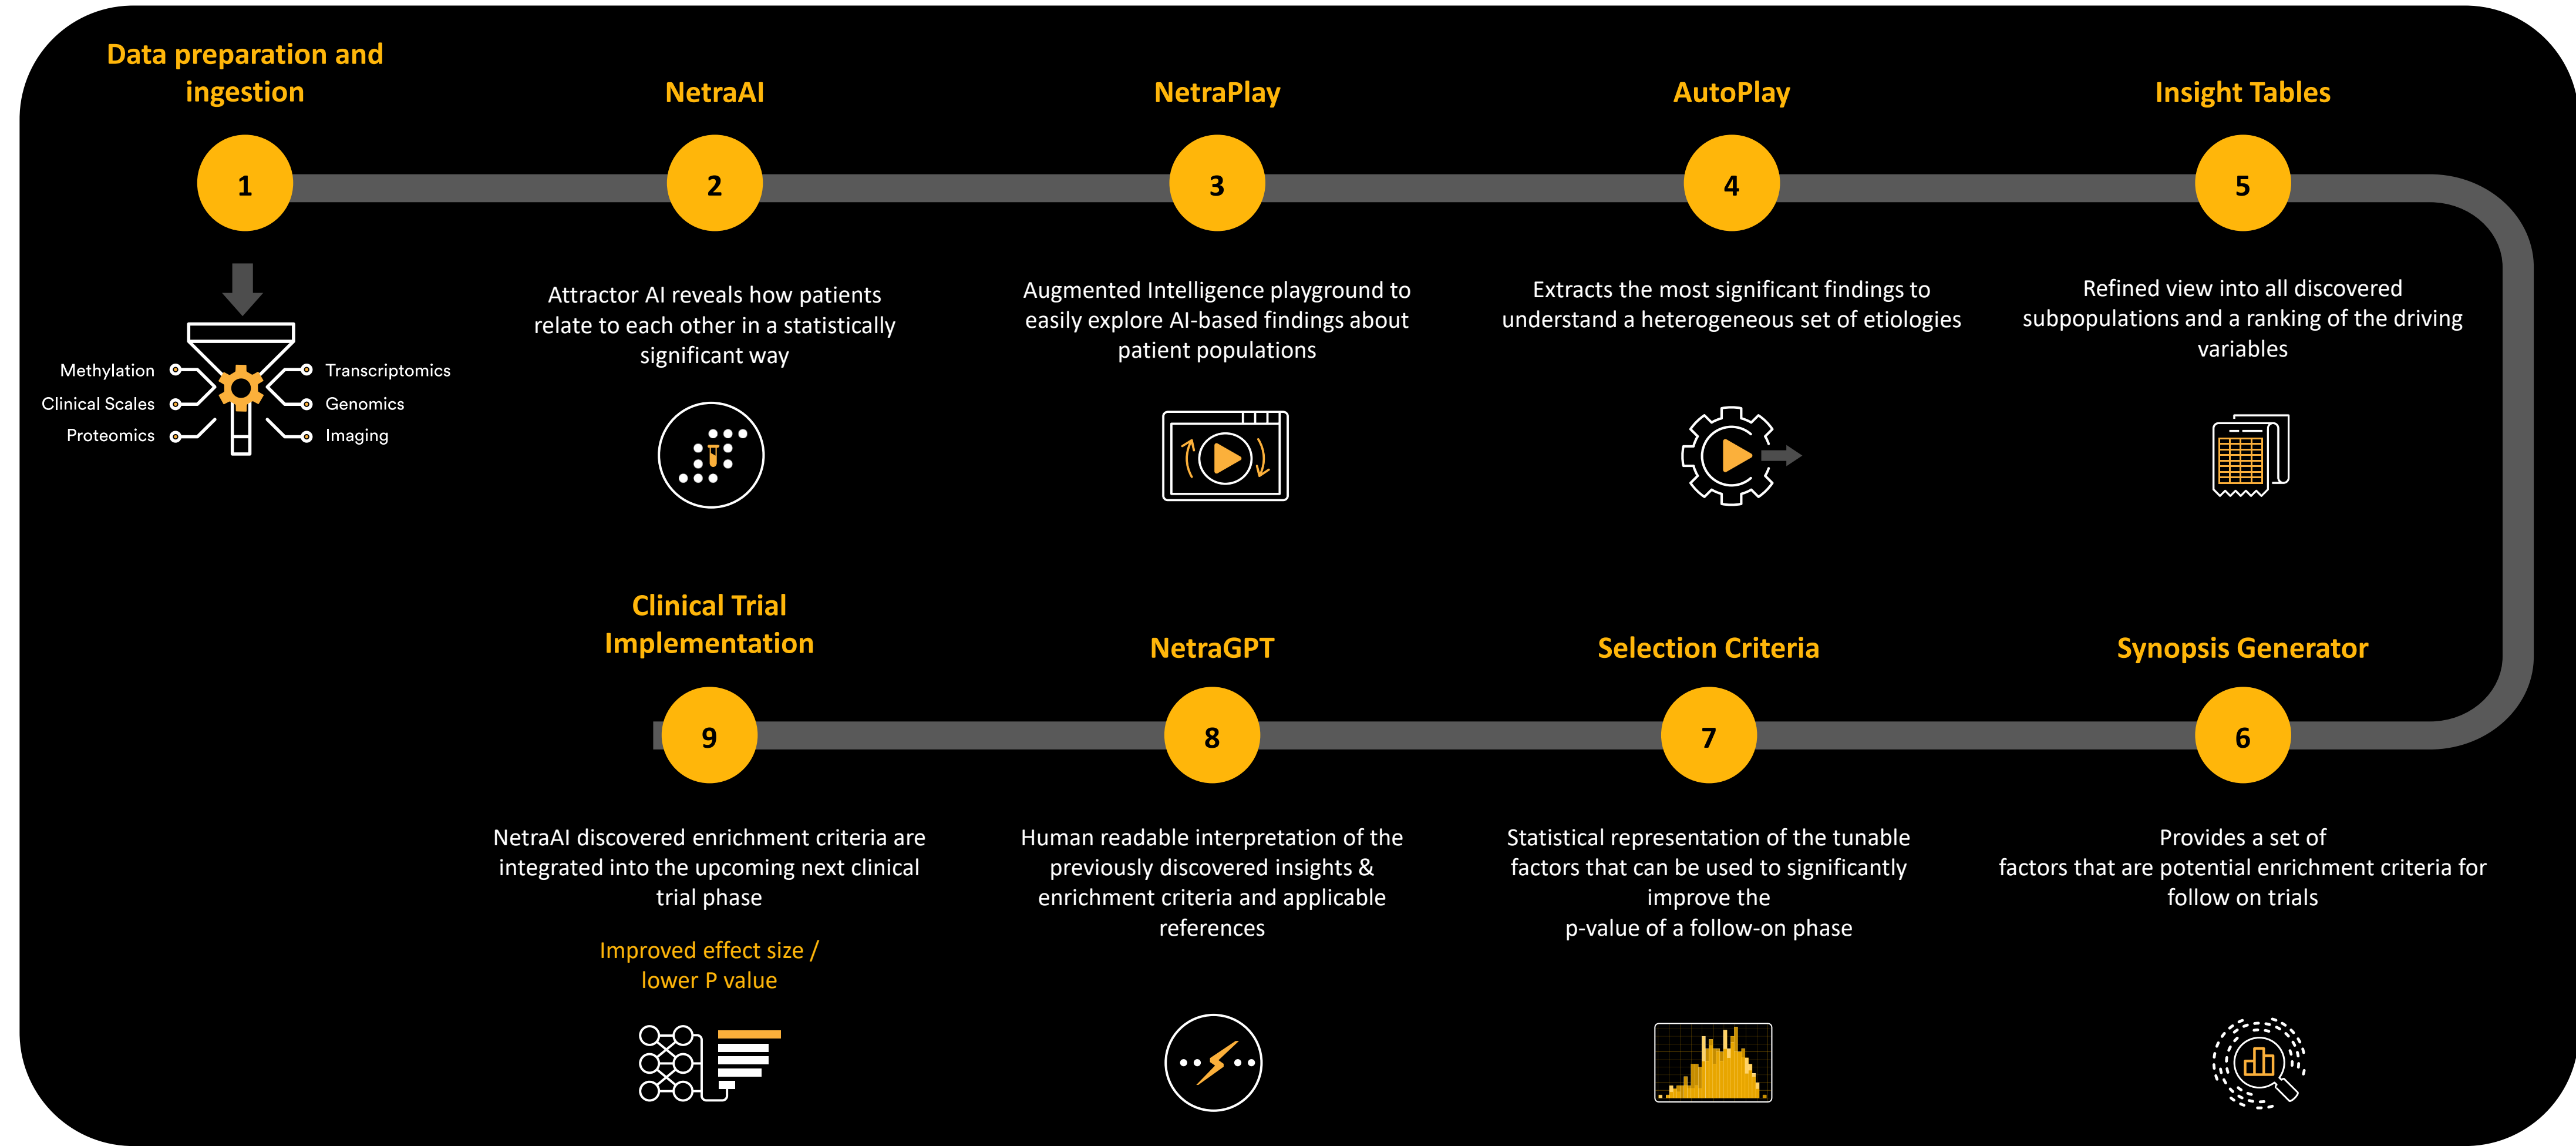 Data preparation and
ingestion
1
Methylation
Clinical Scales
Proteomics
Transcriptomics
Genomics
Imaging
NetraAI
2
Attractor AI reveals how patients
relate to each other in a statistically
significant way
NetraPlay
3
Augmented Intelligence playground to
easily explore AI-based findings about
patient populations
AutoPlay
4
Extracts the most significant findings to
understand a heterogeneous set of etiologies
Insight Tables
5
Refined view into all discovered
subpopulations and a ranking of the driving
variables
Synopsis Generator
6
Provides a set of
factors that are potential enrichment criteria for
follow on trials
Selection Criteria
7
Statistical representation of the tunable
factors that can be used to significantly
improve the
p-value of a follow-on phase
NetraGPT
8
Human readable interpretation of the
previously discovered insights &
enrichment criteria and applicable
references
Clinical Trial
Implementation
9
NetraAI discovered enrichment criteria are
integrated into the upcoming next clinical
trial phase
Improved effect size /
lower P value